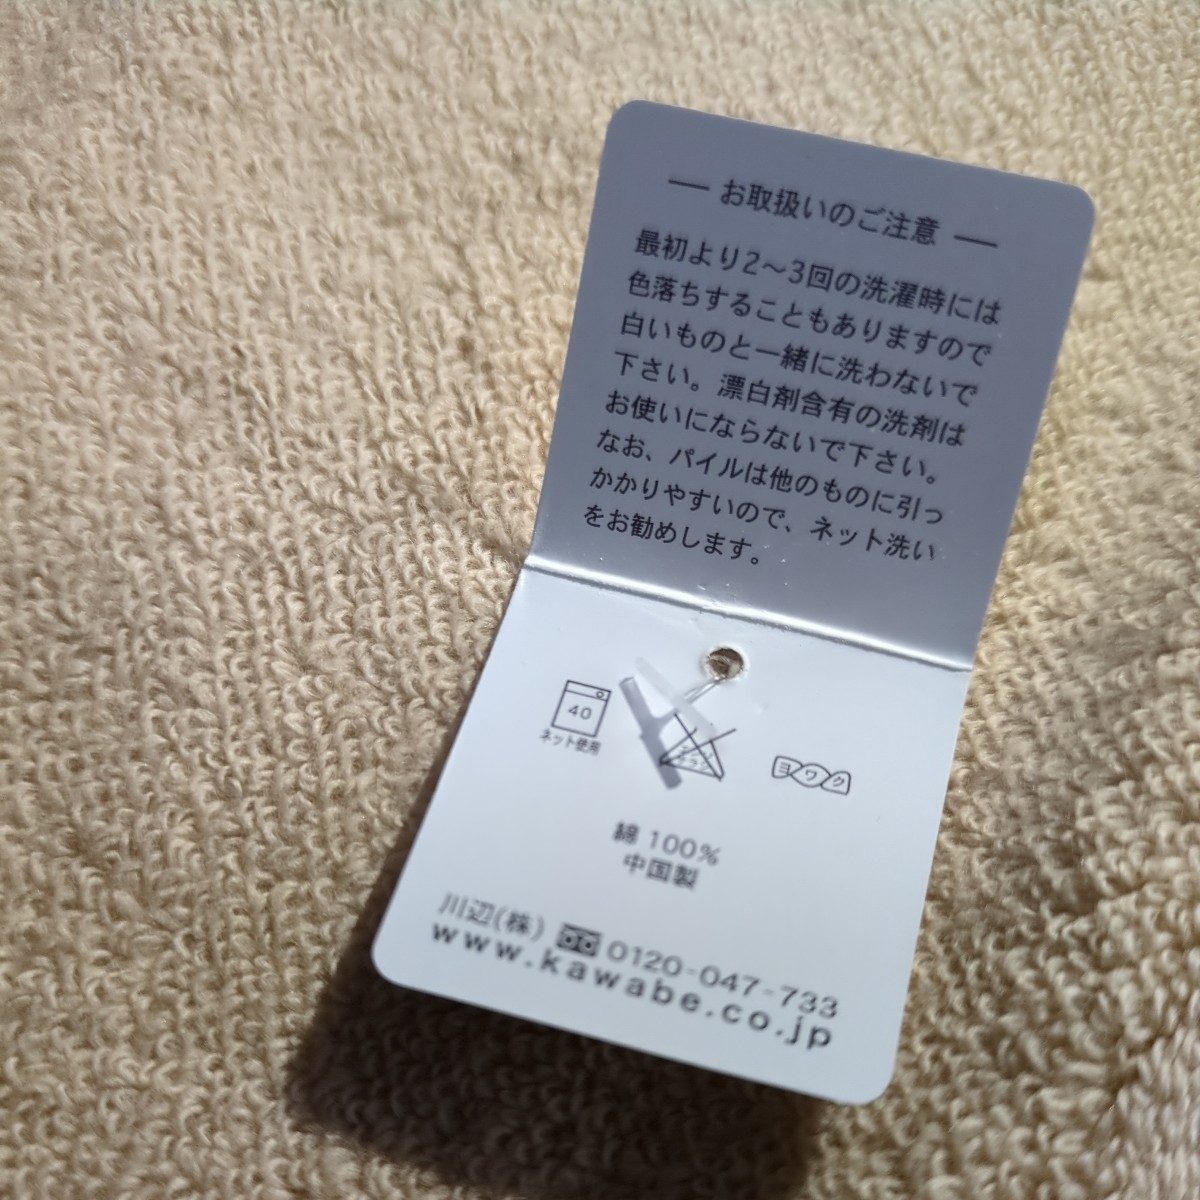 お取扱いのご注意
最初より2〜3回の洗濯時には
色落ちすることもありますので
白いものと一緒に洗わないで
下さい。漂白剤含有の洗剤は
お使いにならないで下さい。
なお、パイルは他のものに引っ
かかりやすいので、ネット洗い
をお勧めします。
40
ネット使用
ヨワク
綿 100%
中国製
川辺(株) 0120-047-733
www.kawabe.co.jp